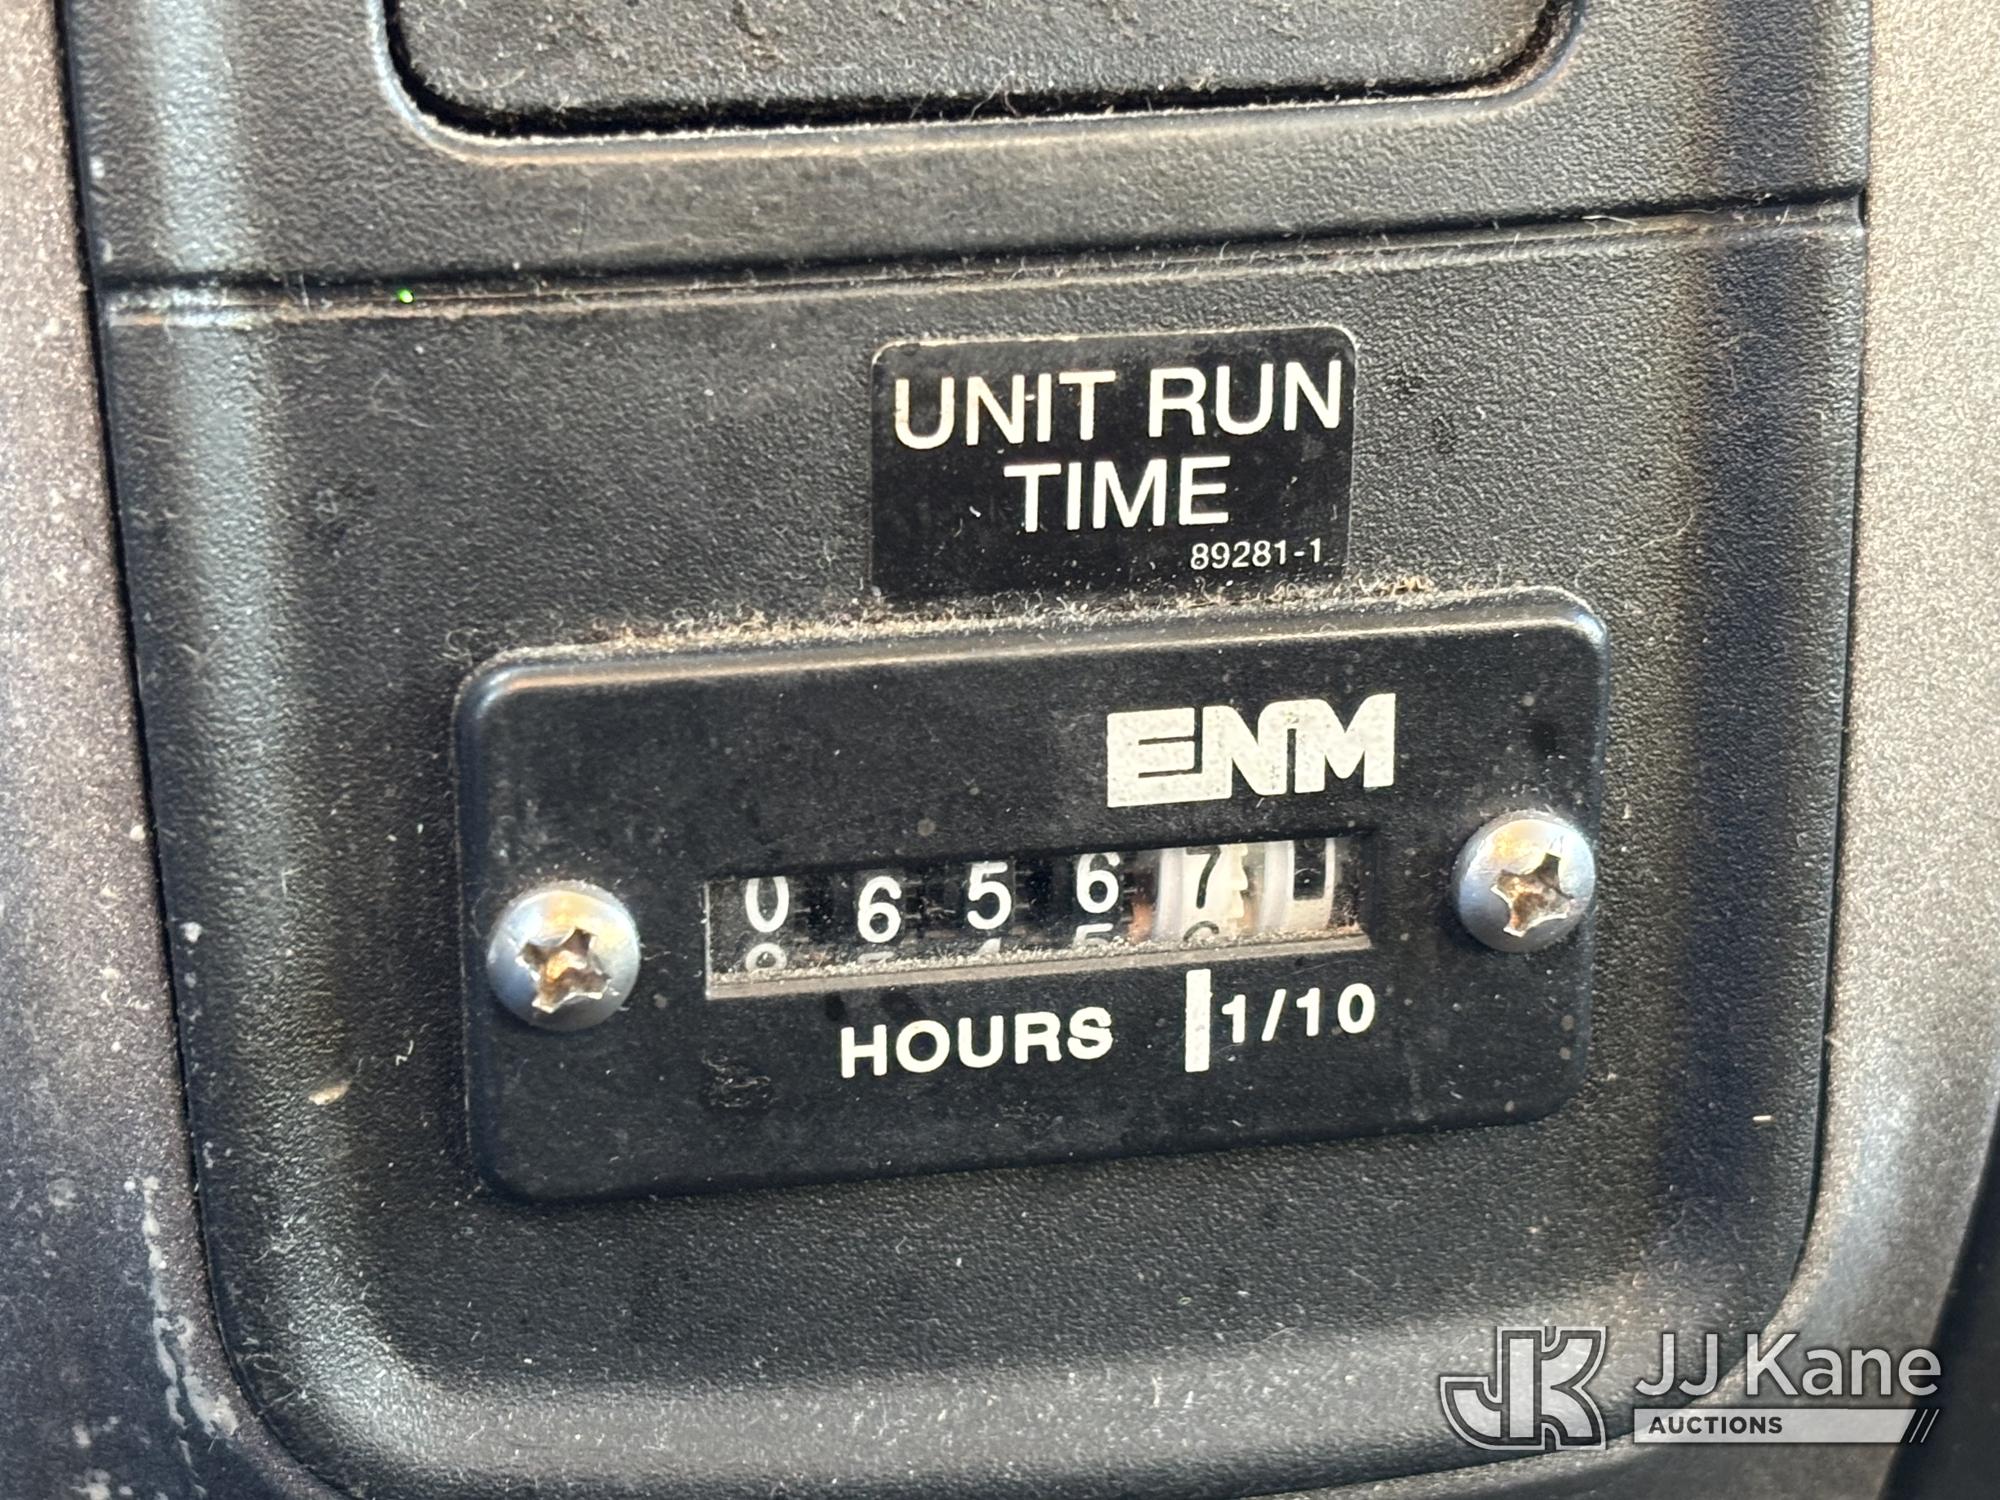 UNIT RUN
TIME
89281-1
ENM
0 6 5 6 7
HOURS 1/10
JJ Kane
AUCTIONS